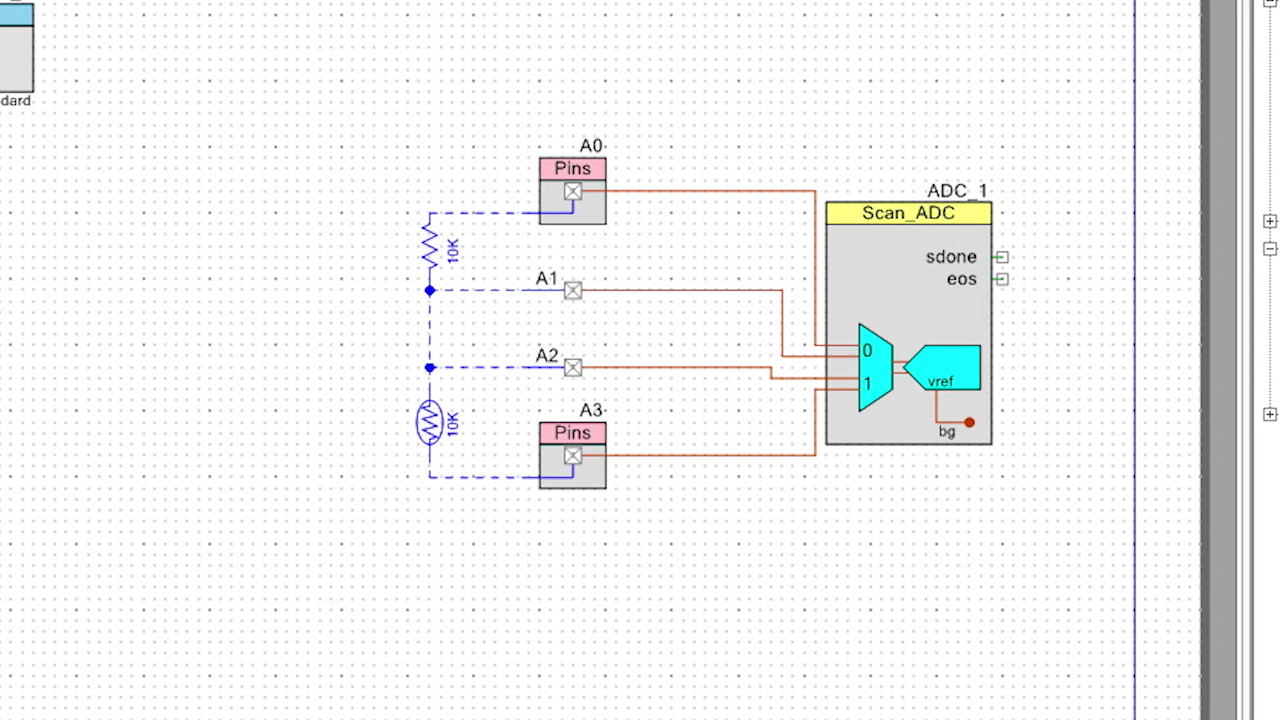 dard
A0
Pins
10K
A1
A2
10K
A3
Pins
ADC_1
Scan_ADC
sdone
eos
0
1
vref
bg